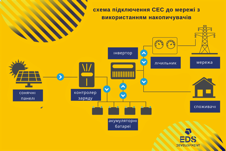 схема підключення СЕС до мережі з
використанням накопичувачів
інвертор
лічильник
мережа
сонячні
панелі
контролер
заряду
споживачі
акумуляторні
батареї
EDS